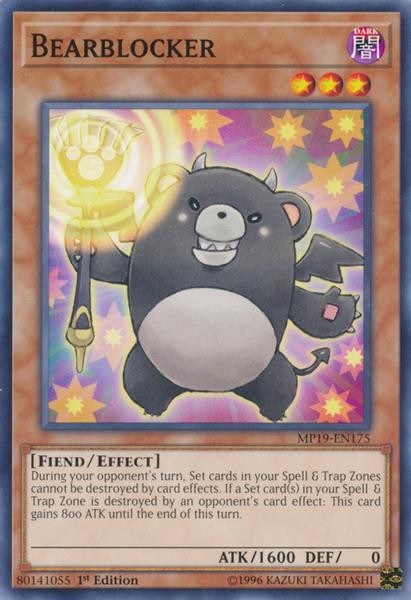 BEARBLOCKER
DARK
闇
MP19-EN175
[FIEND/EFFECT]
During your opponent's turn, Set cards in your Spell & Trap Zones
cannot be destroyed by card effects. If a Set card(s) in your Spell &
Trap Zone is destroyed by an opponent's card effect: This card
gains 800 ATK until the end of this turn.
ATK/1600 DEF/ 0
80141055 1st Edition ©1996 KAZUKI TAKAHASHI